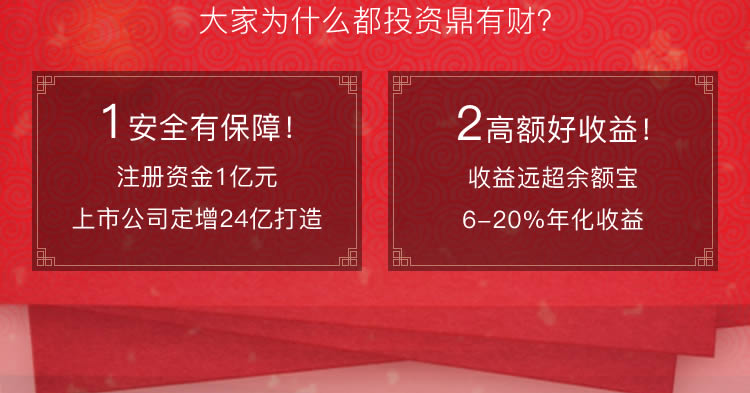 大家为什么都投资鼎有财?
1安全有保障!
注册资金1亿元
上市公司定增24亿打造
2高额好收益!
收益远超余额宝
6-20%年化收益